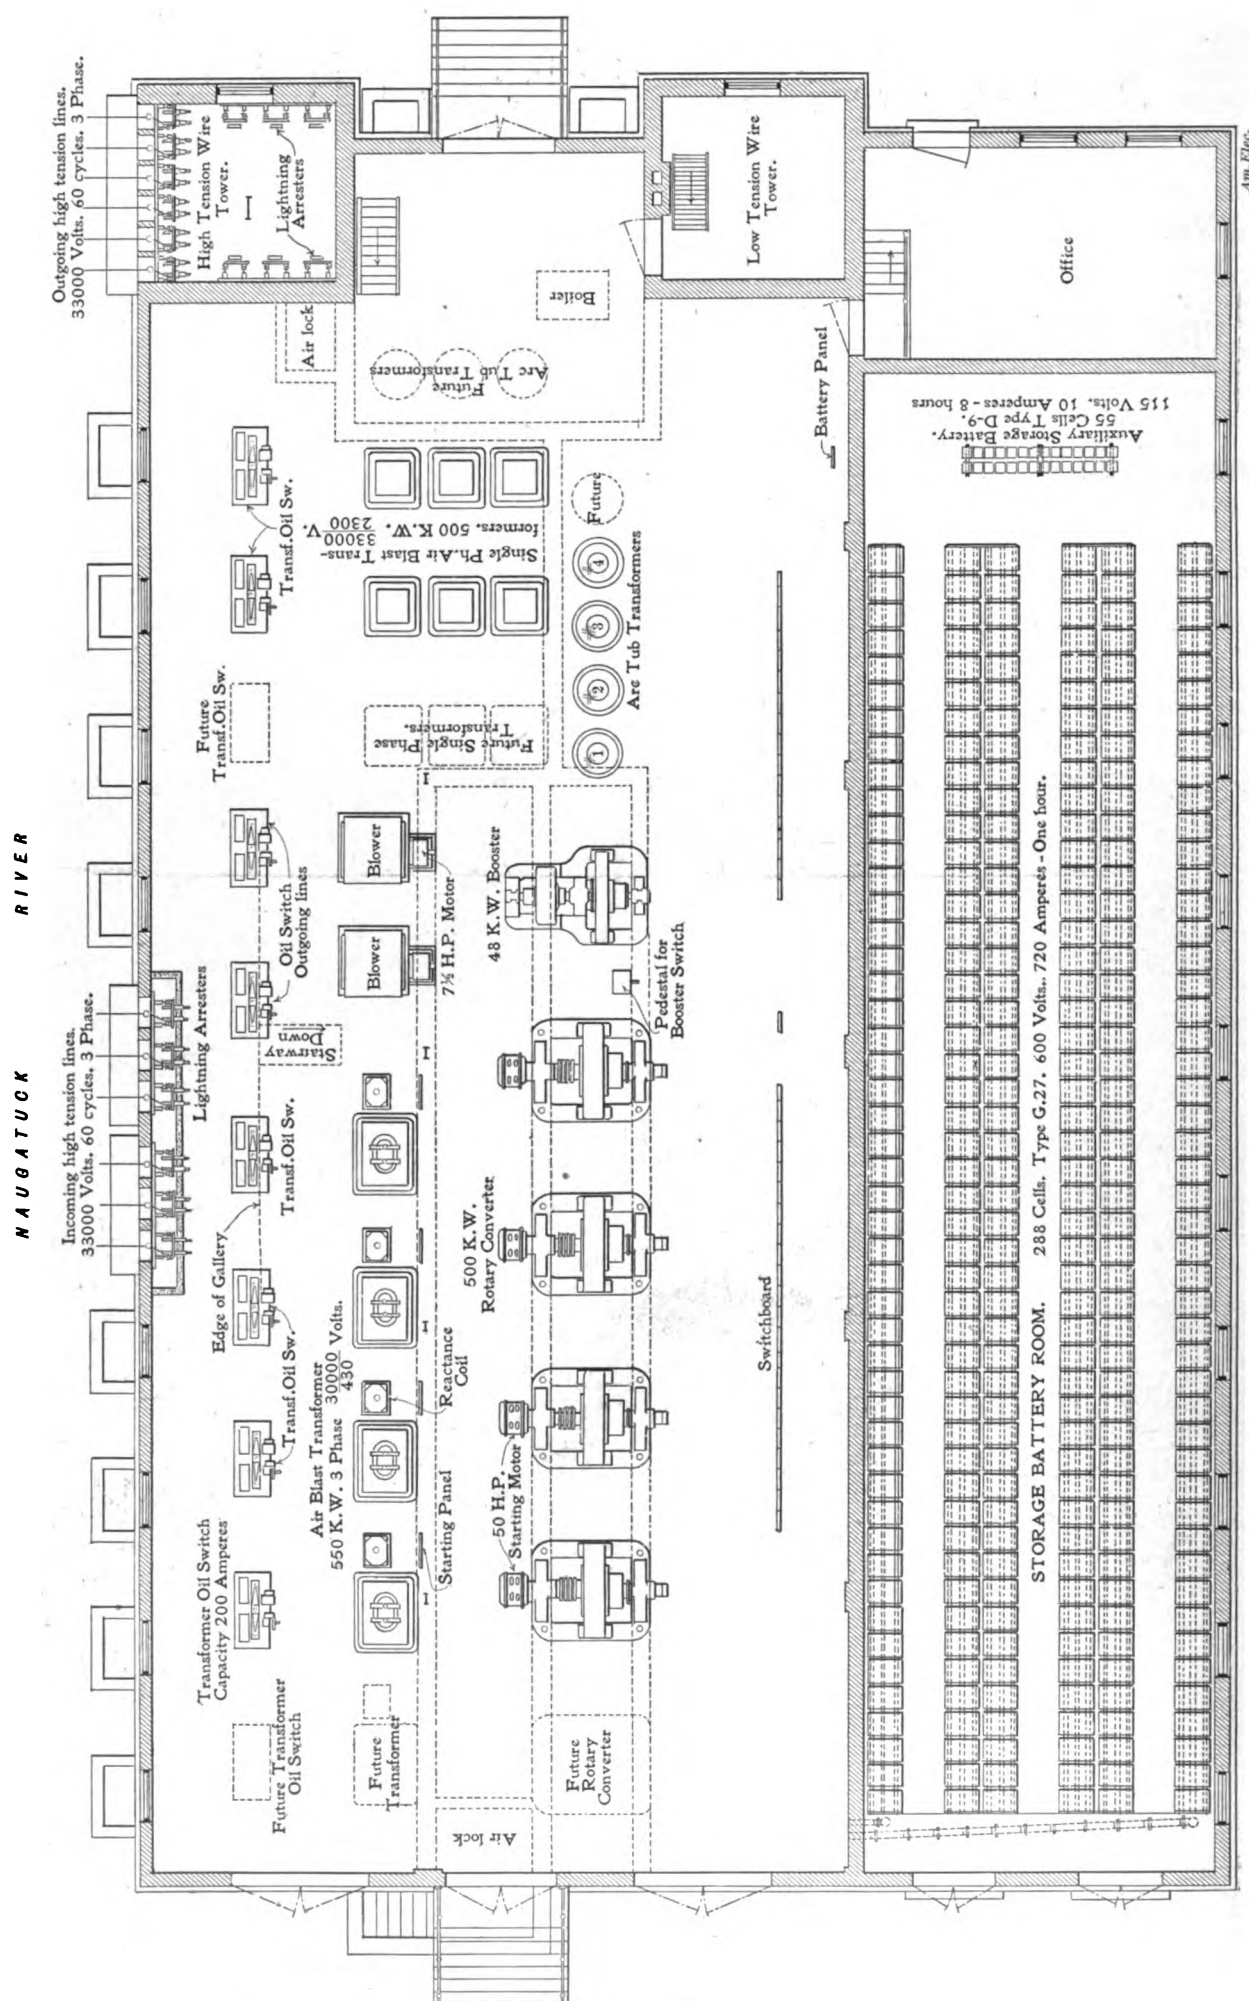 NAUGATUCK RIVER
Outgoing high tension lines.
33000 Volts. 60 cycles. 3 Phase.
High Tension Wire
Tower.
Lightning
Arresters
Air lock
Boiler
Future
Arc Tub Transformers
Low Tension Wire
Tower.
Office
Battery Panel
Auxiliary Storage Battery.
55 Cells Type D-9.
115 Volts. 10 Amperes - 8 hours
Transf.Oil Sw.
Single Ph.Air Blast Trans-
formers. 500 K.W. 33000/2300 V.
Future
Arc Tub Transformers
1
2
3
4
Future
Transf.Oil Sw.
Future Single Phase
Transformers.
Oil Switch
Outgoing lines
Blower
Blower
7½ H.P. Motor
48 K.W. Booster
Pedestal for
Booster Switch
Stairway
Down
Incoming high tension lines.
33000 Volts. 60 cycles. 3 Phase.
Lightning Arresters
Transf.Oil Sw.
Edge of Gallery
Transf.Oil Sw.
Air Blast Transformer
550 K.W. 3 Phase 30000/430 Volts.
Reactance
Coil
500 K.W.
Rotary Converter
Starting Panel
50 H.P.
Starting Motor
Switchboard
STORAGE BATTERY ROOM. 288 Cells. Type G.27. 600 Volts.. 720 Amperes - One hour.
Transformer Oil Switch
Capacity 200 Amperes
Future Transformer
Oil Switch
Future
Transformer
Future
Rotary
Converter
Air lock
Am. Elec.